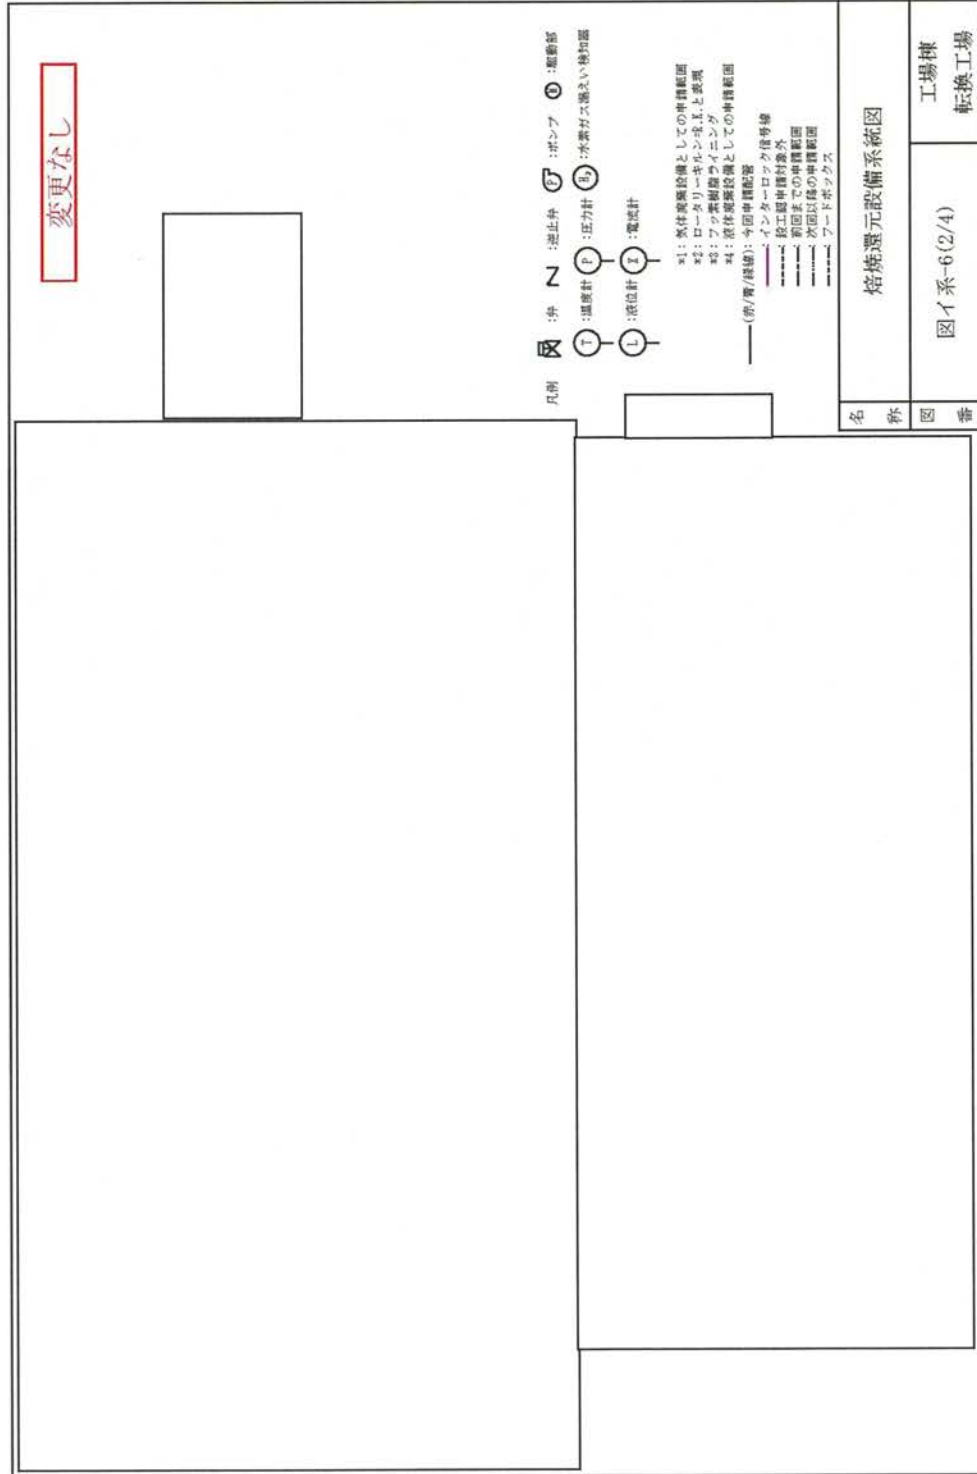 変更なし
凡例 :弁 :逆止弁 :ポンプ :駆動部
T :温度計 P :圧力計 H₂ :水素ガス漏えい検知器
L :液位計 I :電流計
*1：気体廃棄設備としての申請範囲
*2：ロータリーキルンをR.K.と表現
*3：フッ素樹脂ライニング
*4：液体廃棄設備としての申請範囲
(赤/青/緑線)：今回申請配管
：インターロック信号線
：設工認申請対象外
：前回までの申請範囲
：次回以降の申請範囲
：フードボックス
名称 焙焼還元設備系統図
図番 図イ系-6(2/4)
工場棟
転換工場